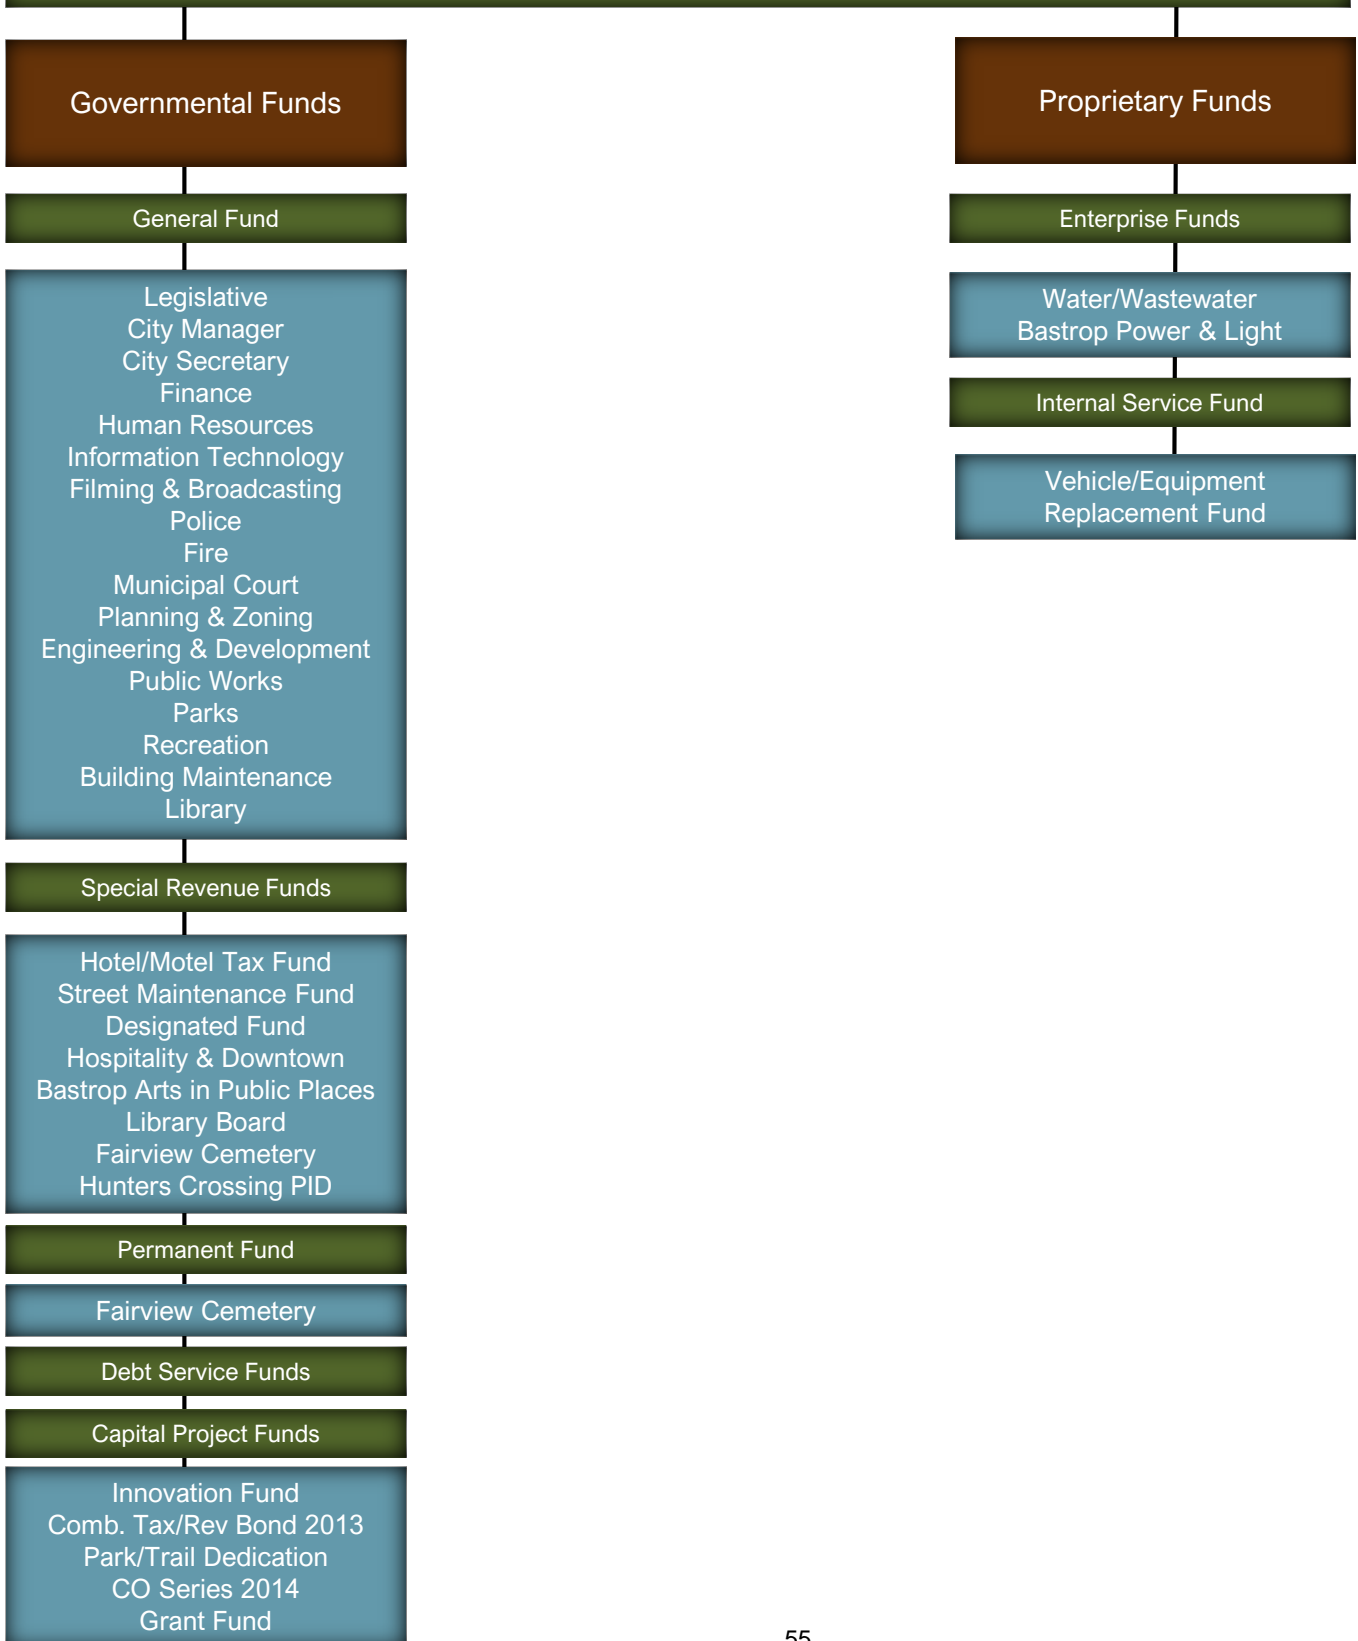 Governmental Funds
General Fund
Legislative
City Manager
City Secretary
Finance
Human Resources
Information Technology
Filming & Broadcasting
Police
Fire
Municipal Court
Planning & Zoning
Engineering & Development
Public Works
Parks
Recreation
Building Maintenance
Library
Special Revenue Funds
Hotel/Motel Tax Fund
Street Maintenance Fund
Designated Fund
Hospitality & Downtown
Bastrop Arts in Public Places
Library Board
Fairview Cemetery
Hunters Crossing PID
Permanent Fund
Fairview Cemetery
Debt Service Funds
Capital Project Funds
Innovation Fund
Comb. Tax/Rev Bond 2013
Park/Trail Dedication
CO Series 2014
Grant Fund
Proprietary Funds
Enterprise Funds
Water/Wastewater
Bastrop Power & Light
Internal Service Fund
Vehicle/Equipment
Replacement Fund
55